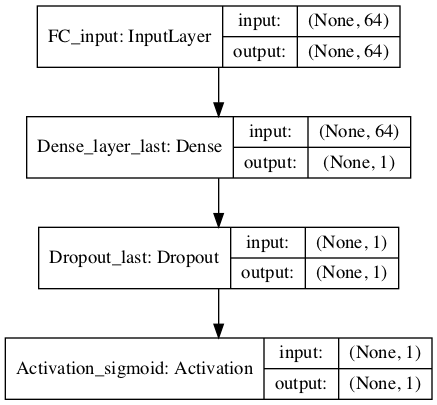 FC_input: InputLayer
input: (None, 64)
output: (None, 64)
Dense_layer_last: Dense
input: (None, 64)
output: (None, 1)
Dropout_last: Dropout
input: (None, 1)
output: (None, 1)
Activation_sigmoid: Activation
input: (None, 1)
output: (None, 1)